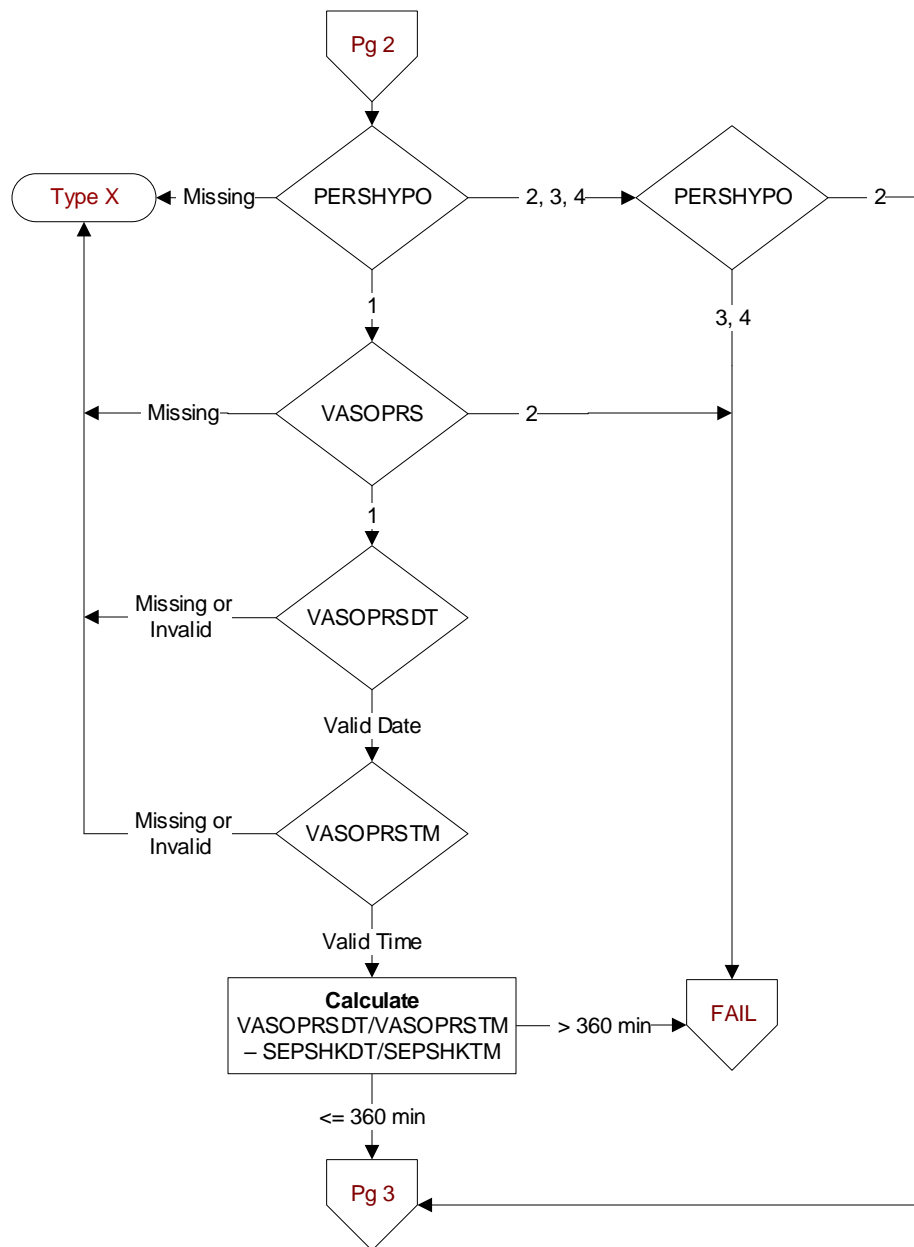 Pg 2
Type X
Missing
PERSHYPO
2, 3, 4
PERSHYPO
2
1
3, 4
Missing
VASOPRS
2
1
Missing or
Invalid
VASOPRSDT
Valid Date
Missing or
Invalid
VASOPRSTM
Valid Time
Calculate
VASOPRSDT/VASOPRSTM
– SEPSHKDT/SEPSHKTM
> 360 min
FAIL
<= 360 min
Pg 3